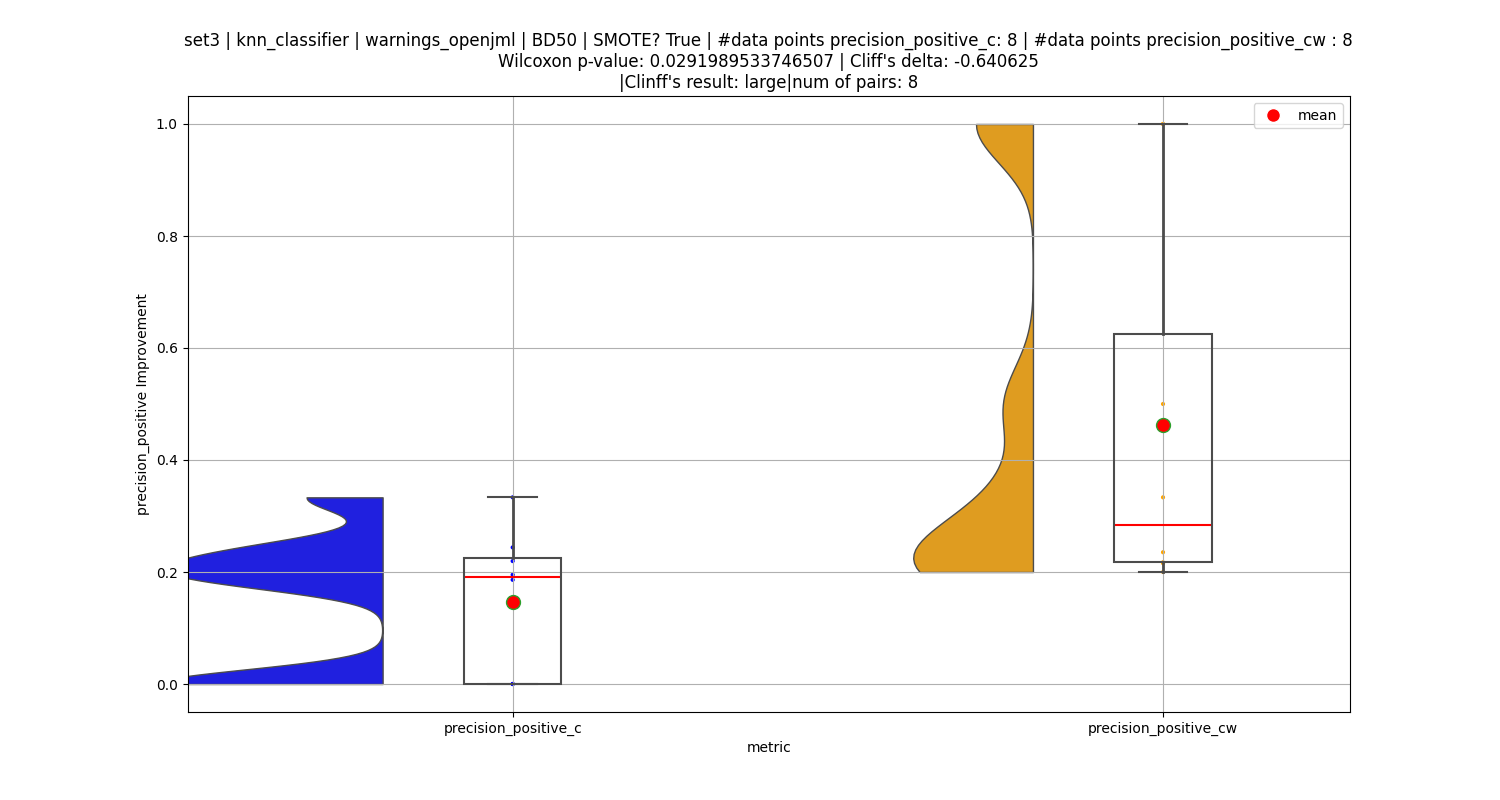 set3 | knn_classifier | warnings_openjml | BD50 | SMOTE? True | #data points precision_positive_c: 8 | #data points precision_positive_cw : 8
Wilcoxon p-value: 0.0291989533746507 | Cliff's delta: -0.640625
|Clinff's result: large|num of pairs: 8
mean
1.0
0.8
0.6
0.4
0.2
0.0
precision_positive Improvement
precision_positive_c
precision_positive_cw
metric